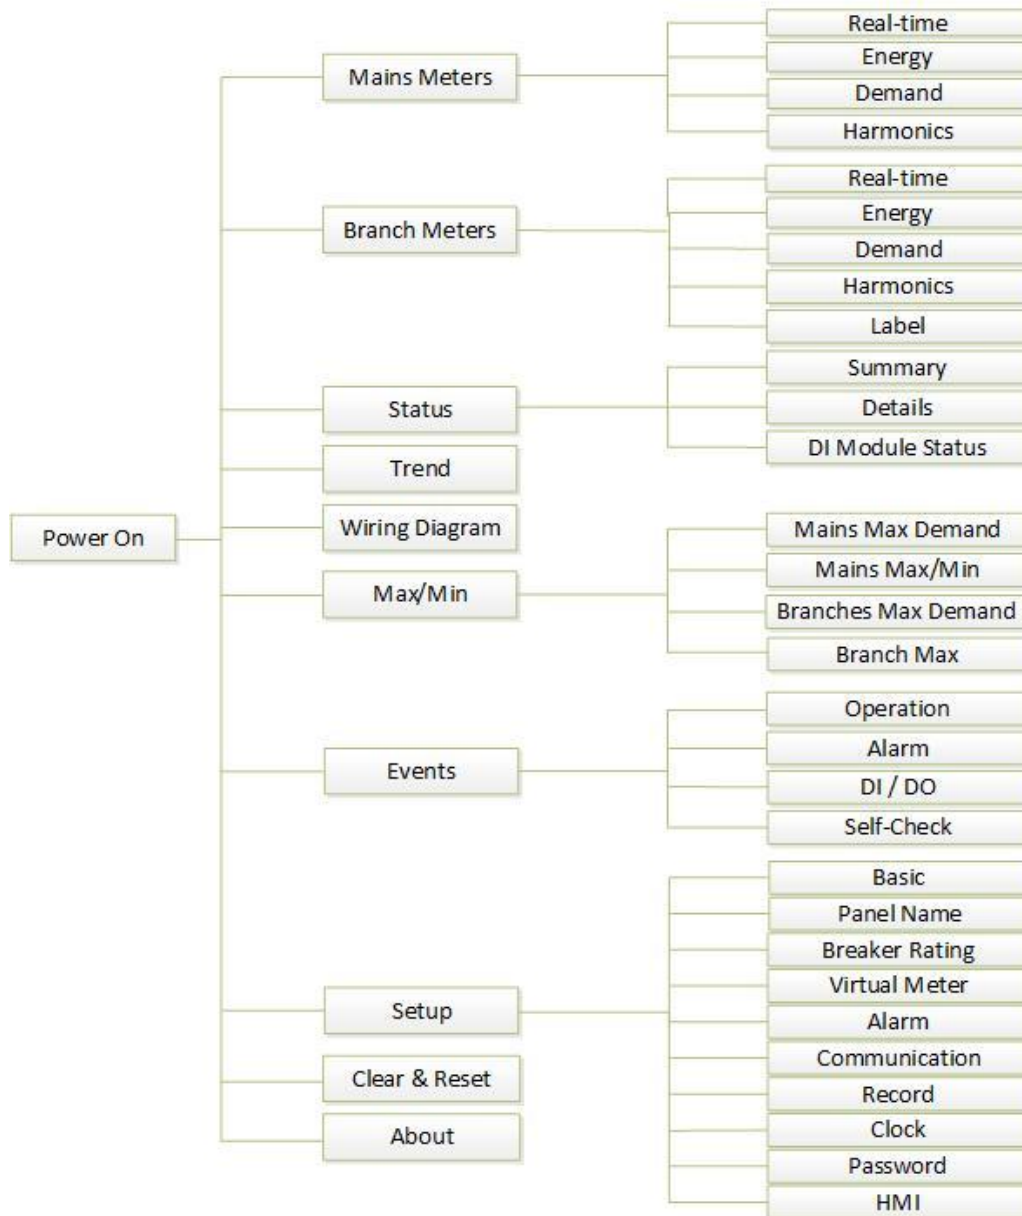 Power On
Mains Meters
Real-time
Energy
Demand
Harmonics
Branch Meters
Real-time
Energy
Demand
Harmonics
Label
Status
Summary
Details
DI Module Status
Trend
Wiring Diagram
Max/Min
Mains Max Demand
Mains Max/Min
Branches Max Demand
Branch Max
Events
Operation
Alarm
DI / DO
Self-Check
Setup
Basic
Panel Name
Breaker Rating
Virtual Meter
Alarm
Communication
Record
Clock
Password
HMI
Clear & Reset
About